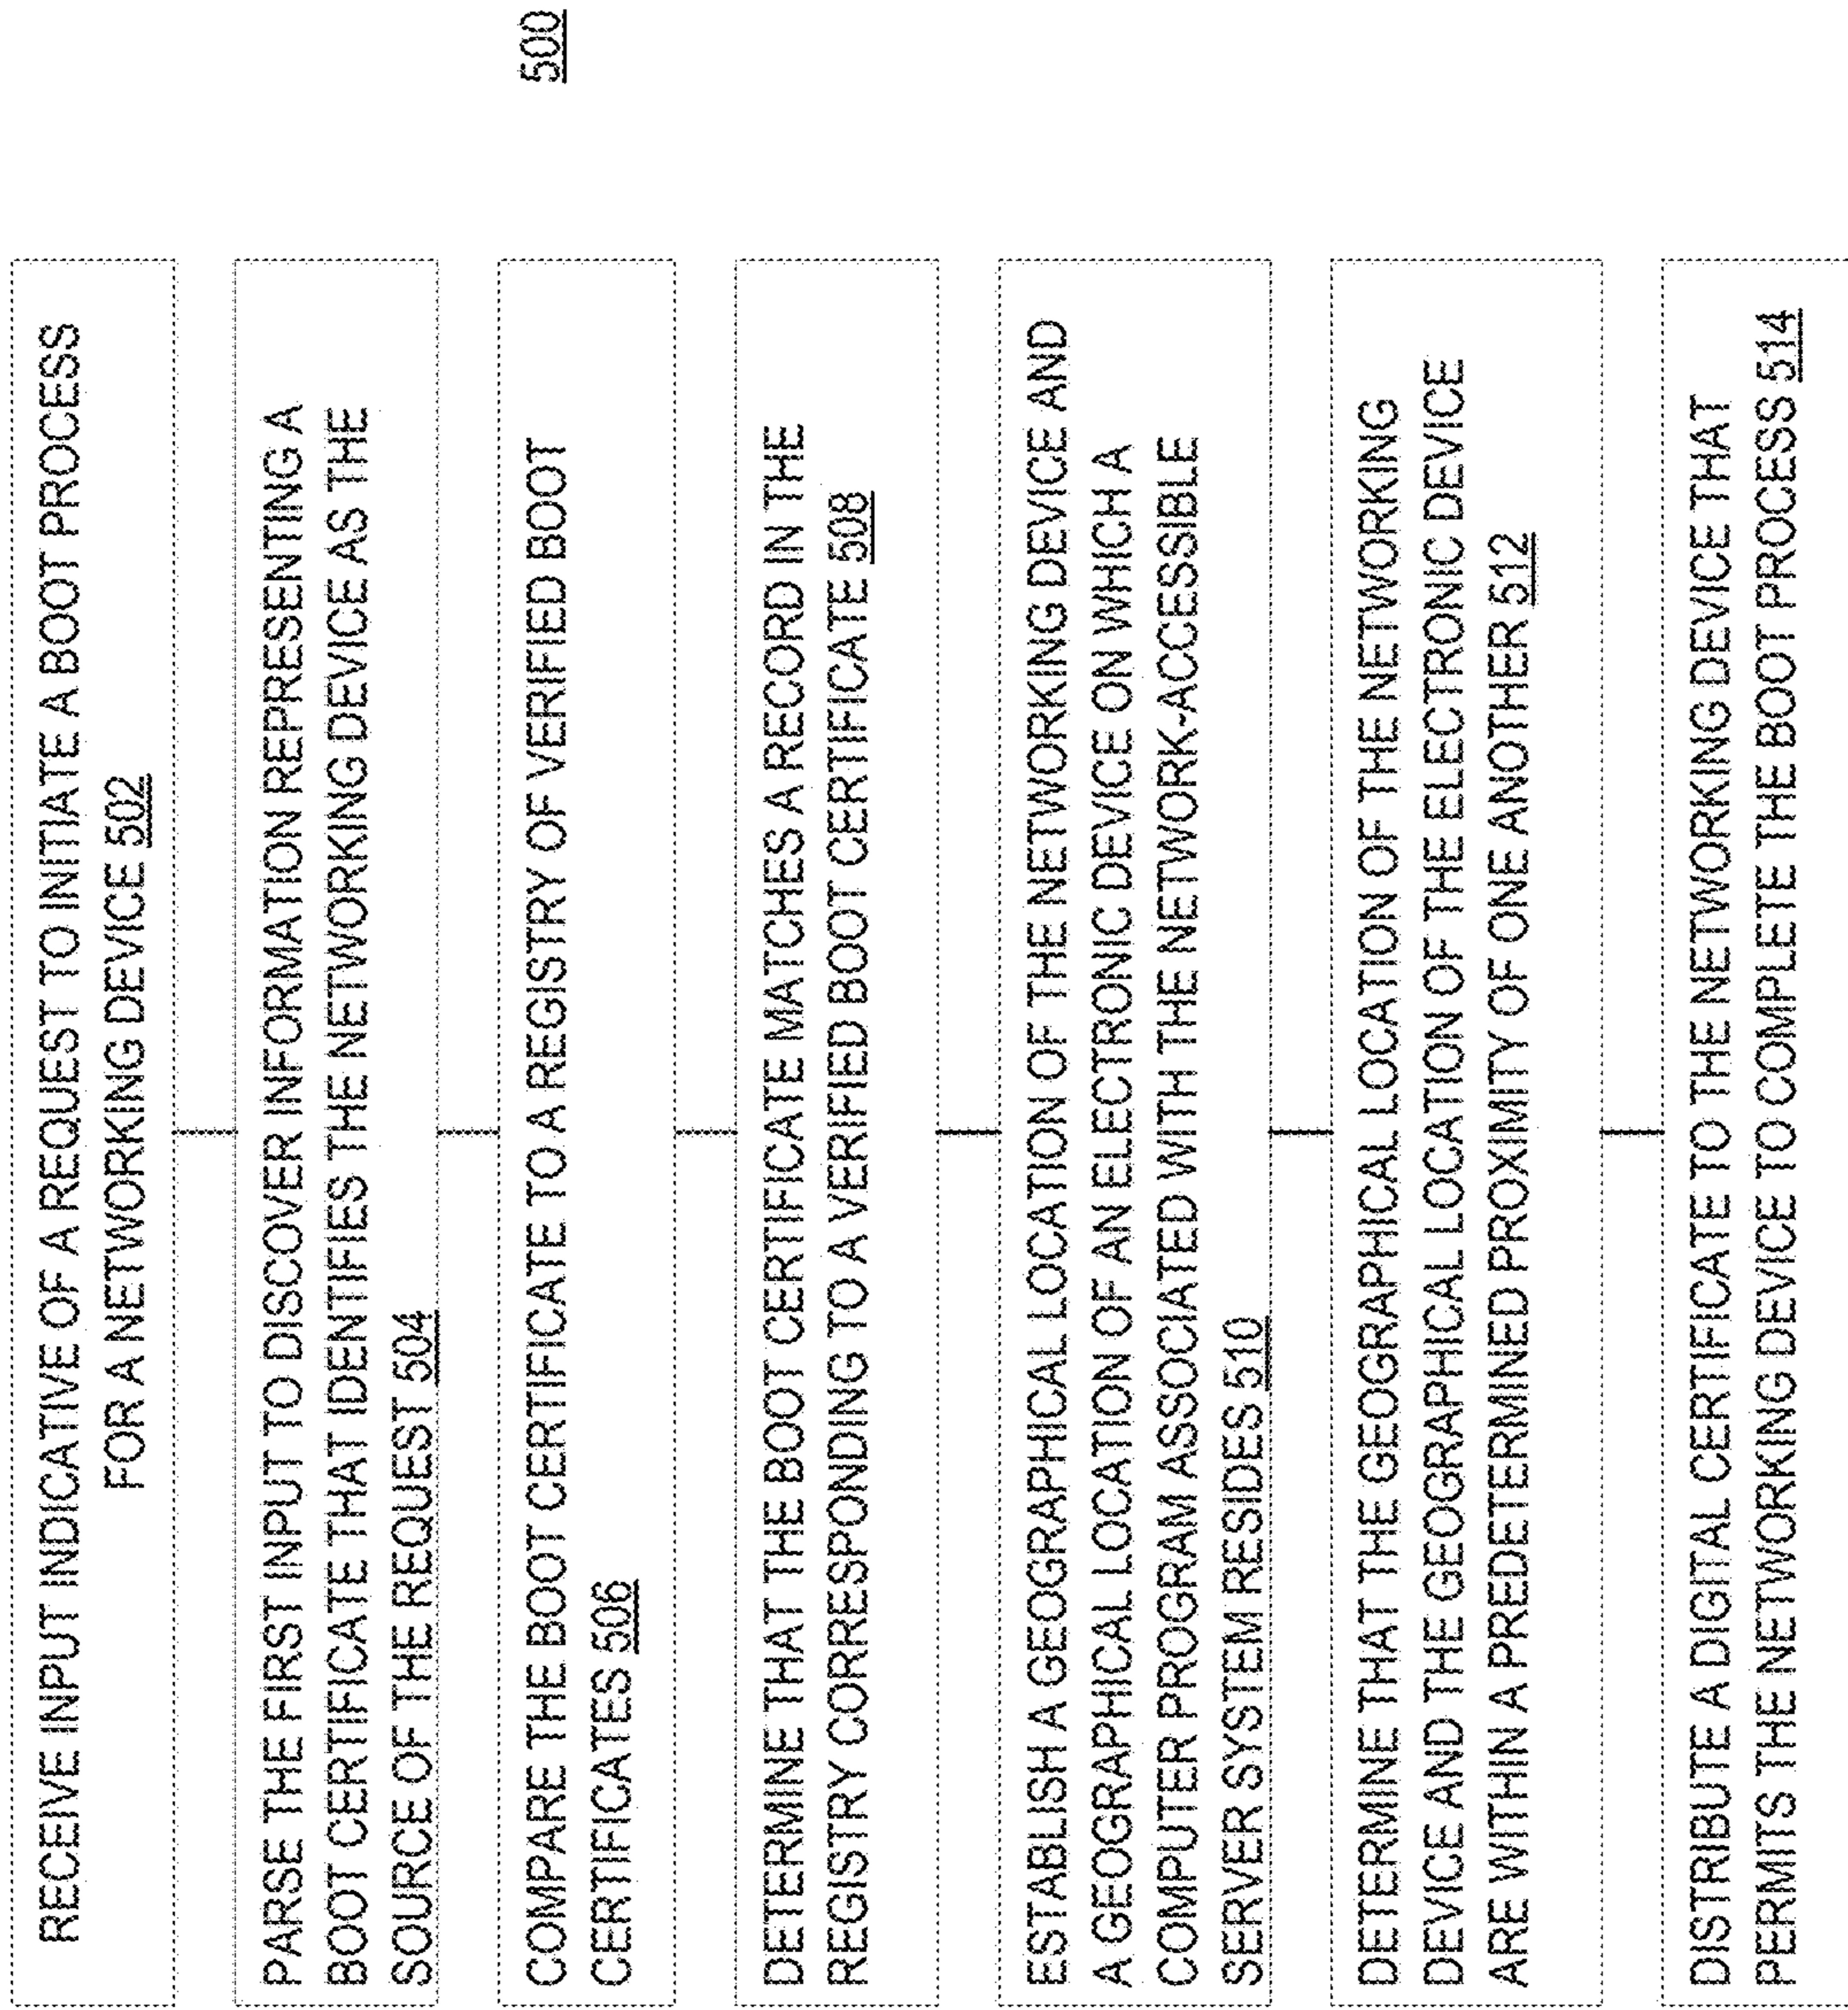 RECEIVE INPUT INDICATIVE OF A REQUEST TO INITIATE A BOOT PROCESS
FOR A NETWORKING DEVICE 502
PARSE THE FIRST INPUT TO DISCOVER INFORMATION REPRESENTING A
BOOT CERTIFICATE THAT IDENTIFIES THE NETWORKING DEVICE AS THE
SOURCE OF THE REQUEST 504
COMPARE THE BOOT CERTIFICATE TO A REGISTRY OF VERIFIED BOOT
CERTIFICATES 506
DETERMINE THAT THE BOOT CERTIFICATE MATCHES A RECORD IN THE
REGISTRY CORRESPONDING TO A VERIFIED BOOT CERTIFICATE 508
ESTABLISH A GEOGRAPHICAL LOCATION OF THE NETWORKING DEVICE AND
A GEOGRAPHICAL LOCATION OF AN ELECTRONIC DEVICE ON WHICH A
COMPUTER PROGRAM ASSOCIATED WITH THE NETWORK-ACCESSIBLE
SERVER SYSTEM RESIDES 510
DETERMINE THAT THE GEOGRAPHICAL LOCATION OF THE NETWORKING
DEVICE AND THE GEOGRAPHICAL LOCATION OF THE ELECTRONIC DEVICE
ARE WITHIN A PREDETERMINED PROXIMITY OF ONE ANOTHER 512
DISTRIBUTE A DIGITAL CERTIFICATE TO THE NETWORKING DEVICE THAT
PERMITS THE NETWORKING DEVICE TO COMPLETE THE BOOT PROCESS 514
500